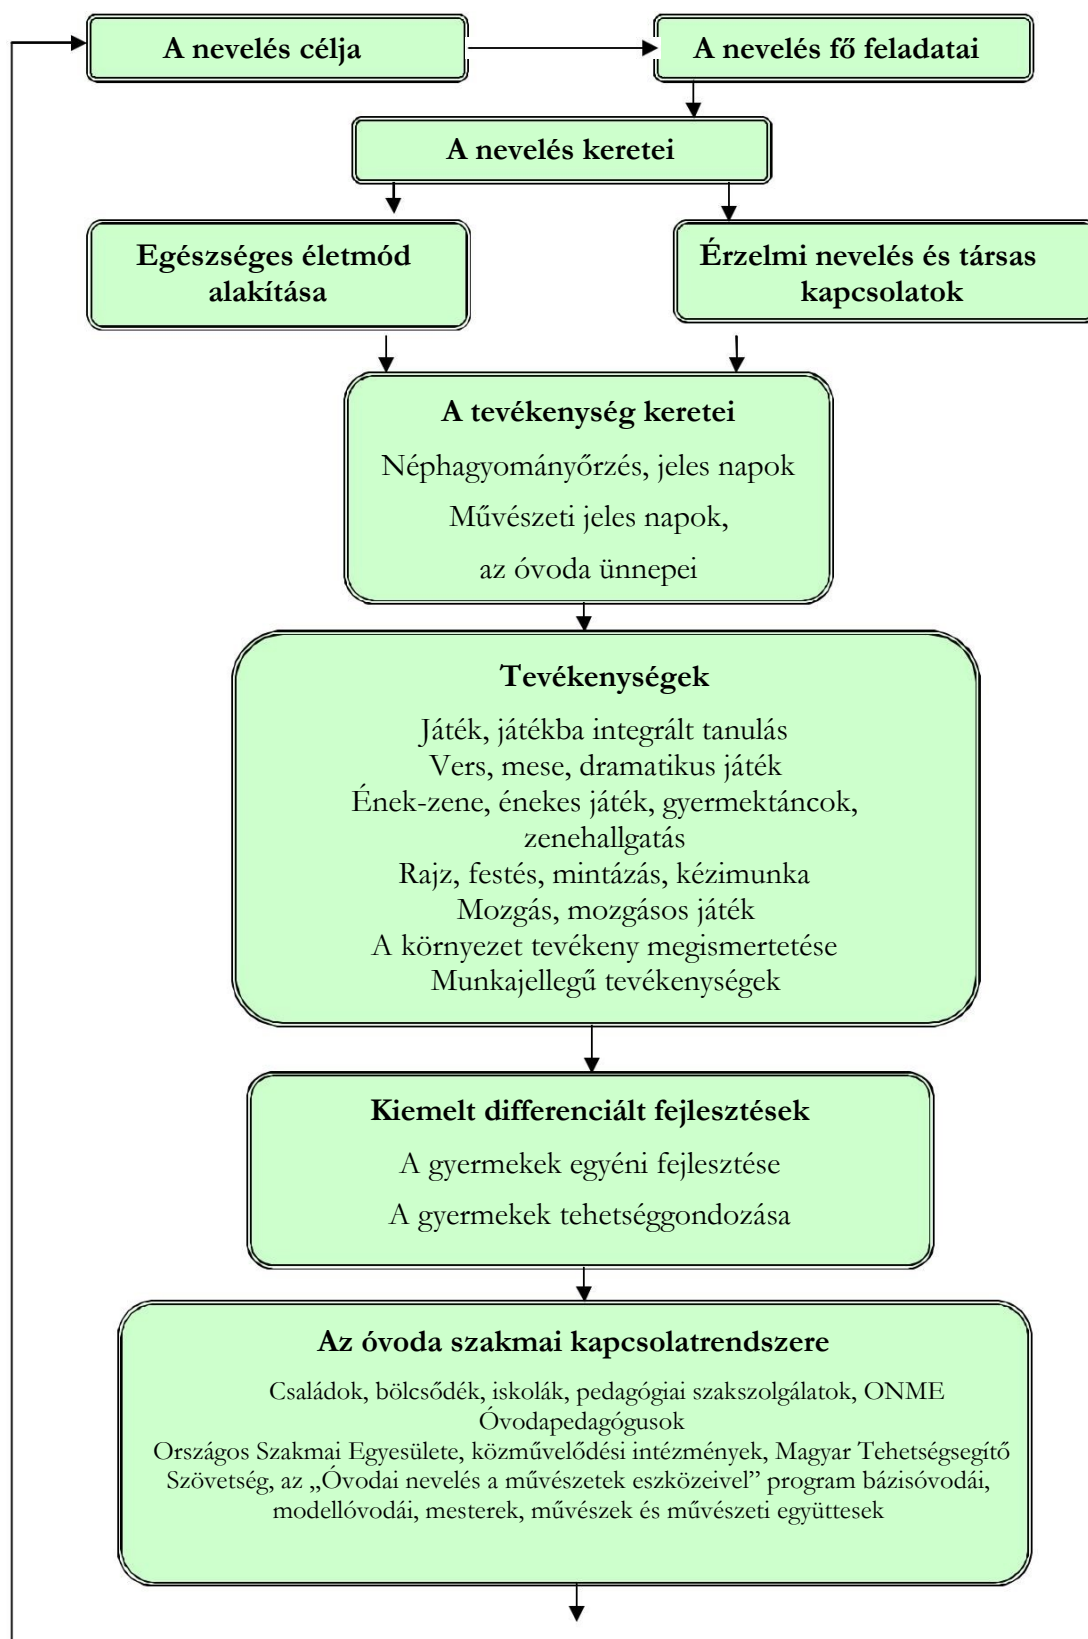 A nevelés célja
A nevelés fő feladatai
A nevelés keretei
Egészséges életmód
alakítása
Érzelmi nevelés és társas
kapcsolatok
A tevékenység keretei
Néphagyományőrzés, jeles napok
Művészeti jeles napok,
az óvoda ünnepei
Tevékenységek
Játék, játékba integrált tanulás
Vers, mese, dramatikus játék
Ének-zene, énekes játék, gyermektáncok,
zenehallgatás
Rajz, festés, mintázás, kézimunka
Mozgás, mozgásos játék
A környezet tevékeny megismertetése
Munkajellegű tevékenységek
Kiemelt differenciált fejlesztések
A gyermekek egyéni fejlesztése
A gyermekek tehetséggondozása
Az óvoda szakmai kapcsolatrendszere
Családok, bölcsődék, iskolák, pedagógiai szakszolgálatok, ONME
Óvodapedagógusok
Országos Szakmai Egyesülete, közművelődési intézmények, Magyar Tehetségsegítő
Szövetség, az „Óvodai nevelés a művészetek eszközeivel” program bázisóvodái,
modellóvodái, mesterek, művészek és művészeti együttesek